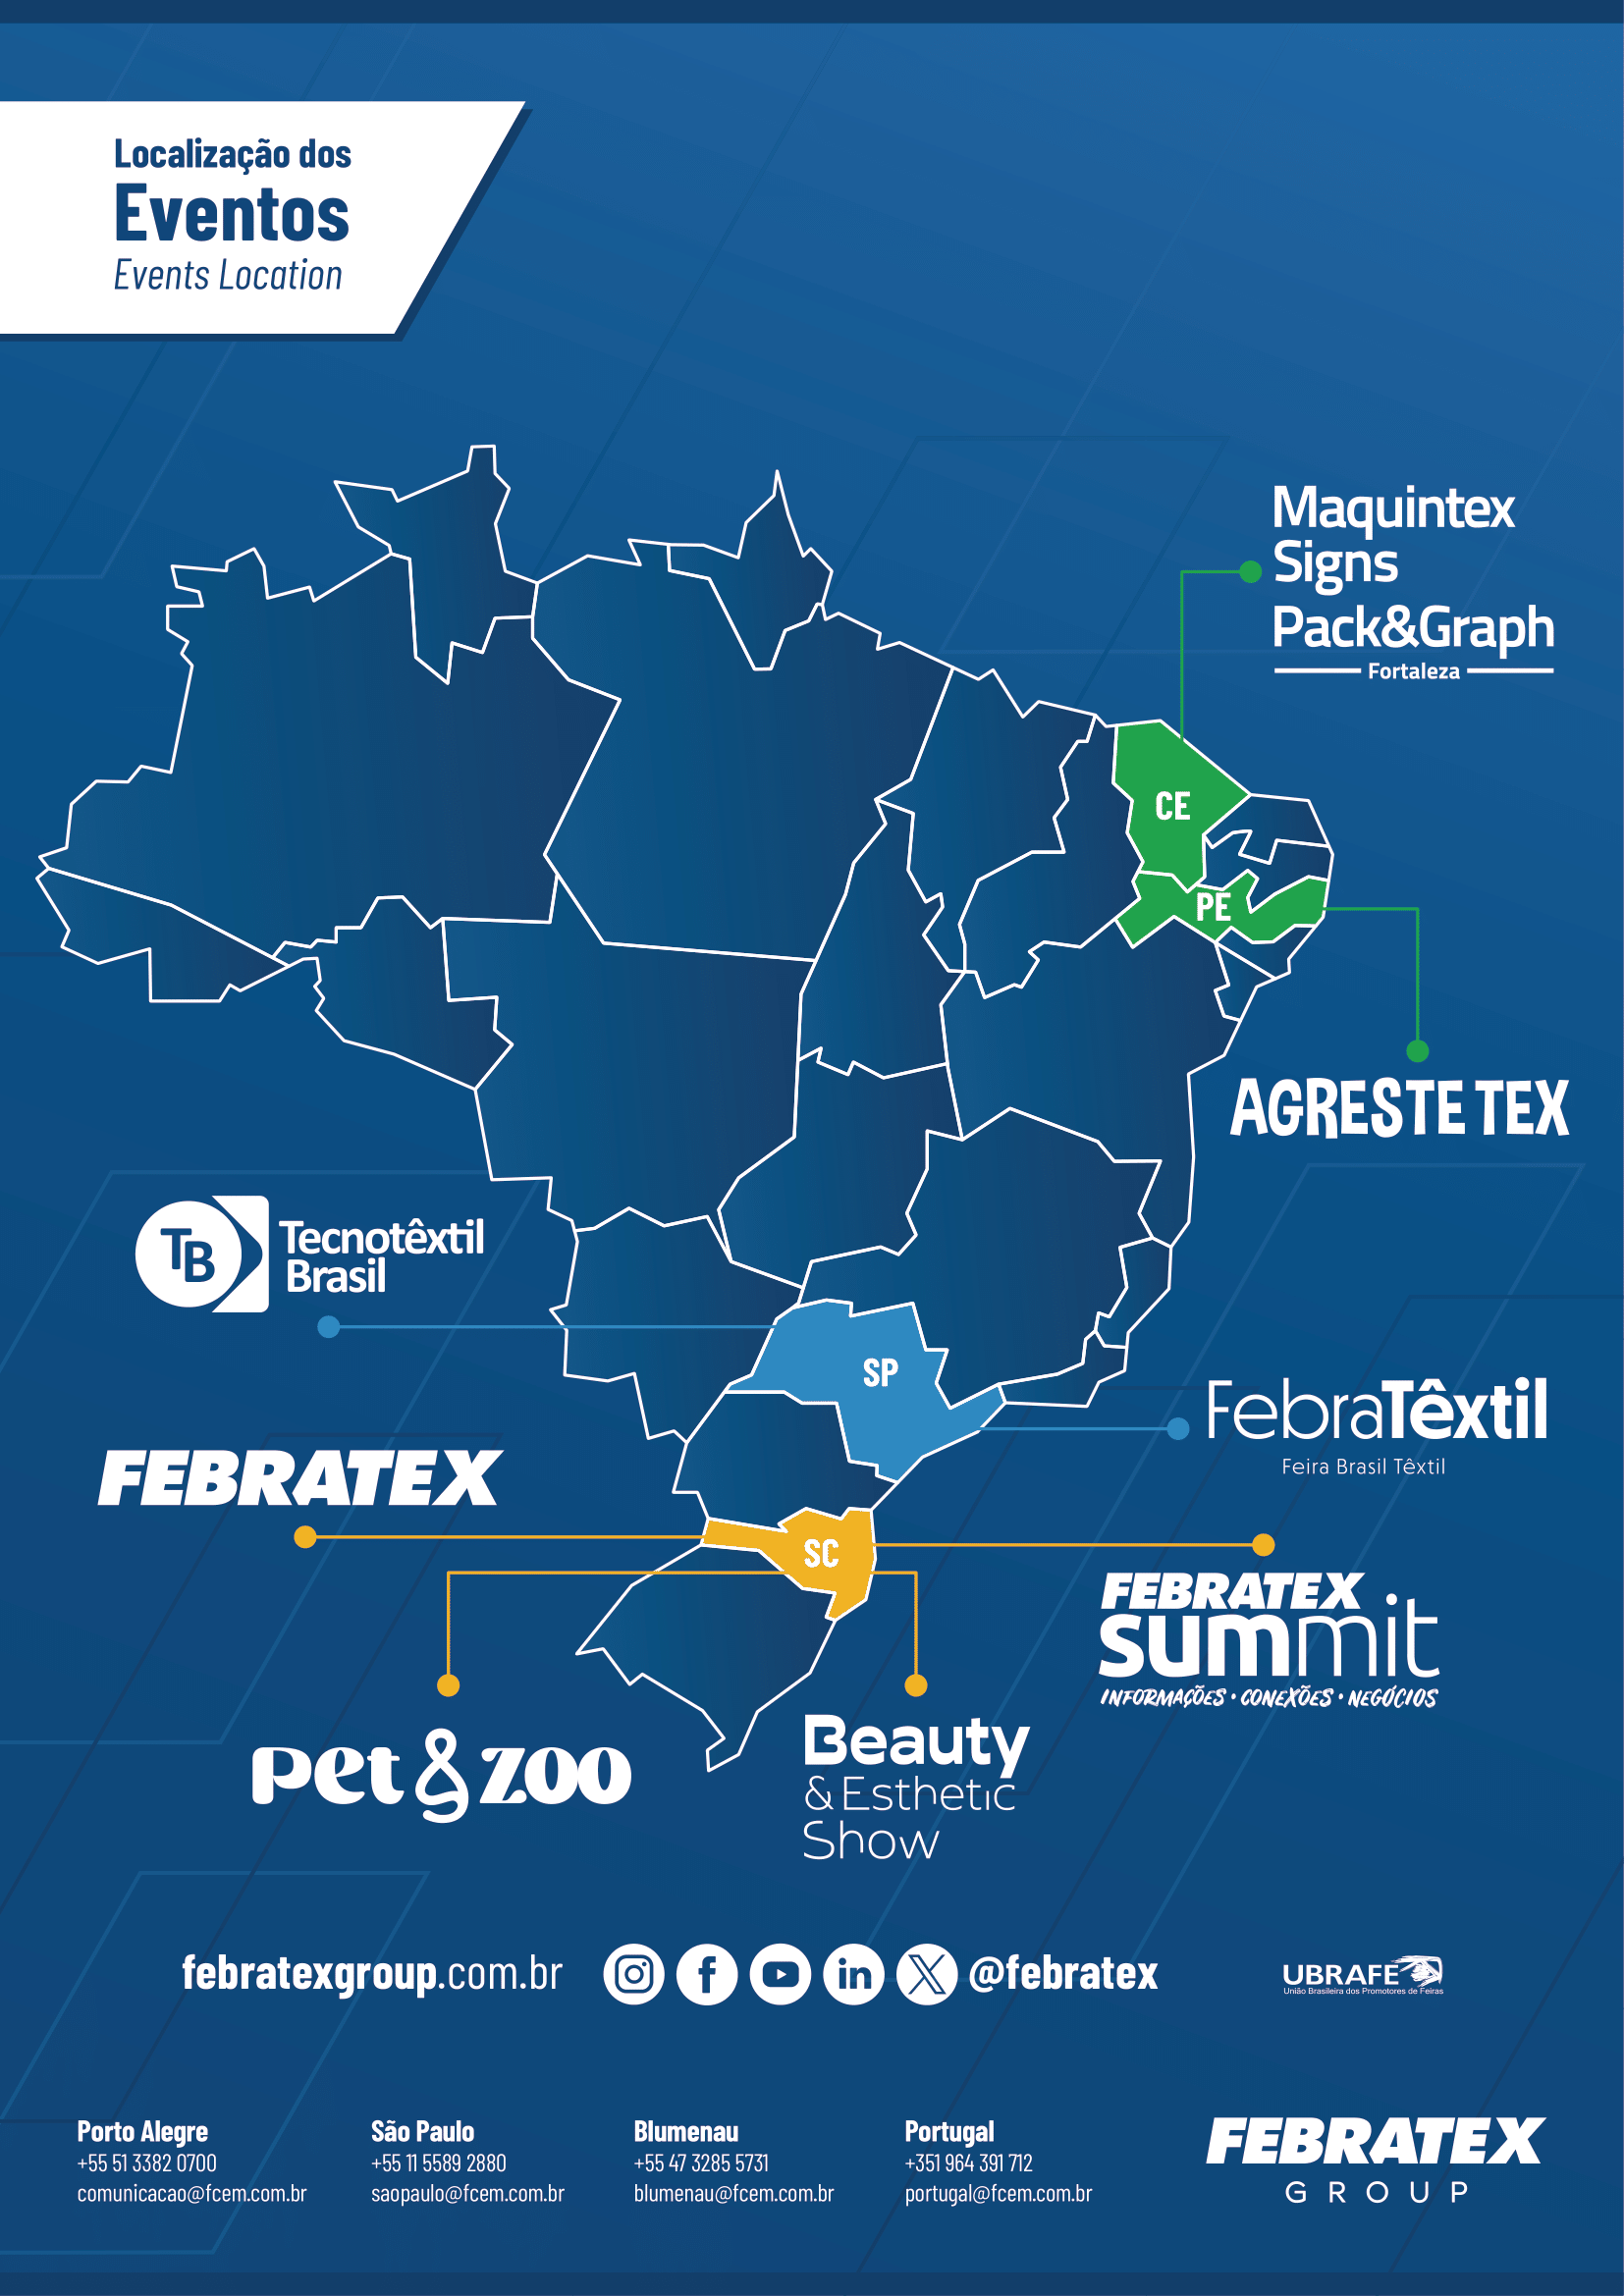 Localização dos
Eventos
Events Location
Maquintex
Signs
Pack&Graph
Fortaleza
CE
PE
AGRESTE TEX
TB
Tecnotêxtil
Brasil
SP
FebraTêxtil
Feira Brasil Têxtil
FEBRATEX
SC
FEBRATEX
summit
INFORMAÇÕES • CONEXÕES • NEGÓCIOS
pet & zoo
Beauty
& Esthetic
Show
febratexgroup.com.br
@febratex
UBRAFE
União Brasileira dos Promotores de Feiras
Porto Alegre
+55 51 3382 0700
comunicacao@fcem.com.br
São Paulo
+55 11 5589 2880
saopaulo@fcem.com.br
Blumenau
+55 47 3285 5731
blumenau@fcem.com.br
Portugal
+351 964 391 712
portugal@fcem.com.br
FEBRATEX
GROUP